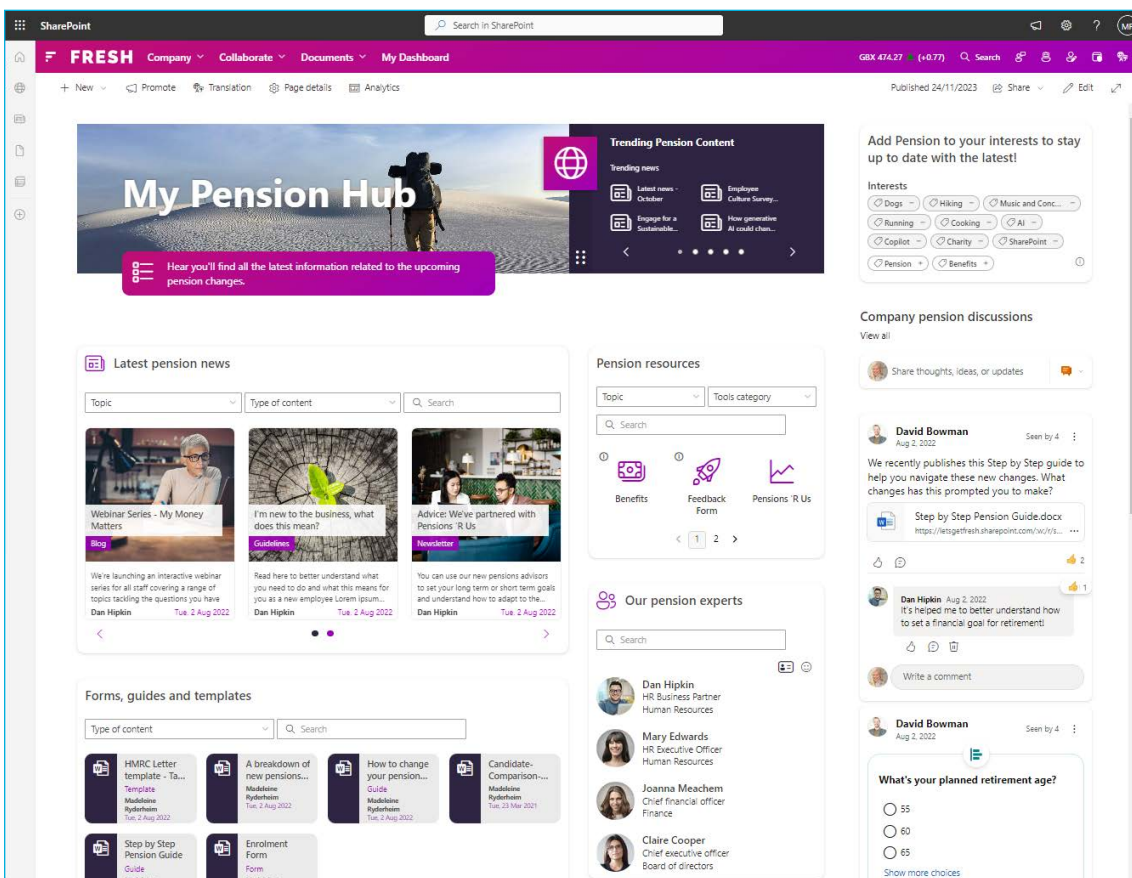 SharePoint
Search in SharePoint
MF
FRESH
Company
Collaborate
Documents
My Dashboard
GBX 474.27 (+0.77)
Search
+ New
Promote
Translation
Page details
Analytics
Published 24/11/2023
Share
Edit
My Pension Hub
Hear you'll find all the latest information related to the upcoming
pension changes.
Trending Pension Content
Trending news
Latest news -
October
Employee
Culture Survey...
Engage for a
Sustainable...
How generative
AI could chan...
Add Pension to your interests to stay
up to date with the latest!
Interests
Dogs −
Hiking −
Music and Conc... −
Running −
Cooking −
AI −
Copilot −
Charity −
SharePoint −
Pension +
Benefits +
Latest pension news
Topic
Type of content
Search
Webinar Series - My Money
Matters
Blog
We're launching an interactive webinar
series for all staff covering a range of
topics tackling the questions you have
Dan Hipkin
Tue, 2 Aug 2022
I'm new to the business, what
does this mean?
Guidelines
Read here to better understand what
you need to do and what this means for
you as a new employee Lorem ipsum...
Dan Hipkin
Tue, 2 Aug 2022
Advice: We've partnered with
Pensions `R Us
Newsletter
You can use our new pensions advisors
to set your long term or short term goals
and understand how to adapt to the...
Dan Hipkin
Tue, 2 Aug 2022
Forms, guides and templates
Type of content
Search
HMRC Letter
template - Ta...
Template
Madeleine
Ryderheim
Tue, 2 Aug 2022
A breakdown of
new pensions...
Madeleine
Ryderheim
Tue, 2 Aug 2022
How to change
your pension...
Guide
Madeleine
Ryderheim
Tue, 2 Aug 2022
Candidate-
Comparison-...
Madeleine
Ryderheim
Tue, 23 Mar 2021
Step by Step
Pension Guide
Guide
Enrolment
Form
Form
Pension resources
Topic
Tools category
Search
Benefits
Feedback
Form
Pensions `R Us
1 2
Our pension experts
Search
Dan Hipkin
HR Business Partner
Human Resources
Mary Edwards
HR Executive Officer
Human Resources
Joanna Meachem
Chief financial officer
Finance
Claire Cooper
Chief executive officer
Board of directors
Company pension discussions
View all
Share thoughts, ideas, or updates
David Bowman
Aug 2, 2022
Seen by 4
We recently publishes this Step by Step guide to
help you navigate these new changes. What
changes has this prompted you to make?
Step by Step Pension Guide.docx
https://letsgetfresh.sharepoint.com/:w:/r/s...
2
1
Dan Hipkin Aug 2, 2022
It's helped me to better understand how
to set a financial goal for retirement!
Write a comment
David Bowman
Aug 2, 2022
Seen by 4
What's your planned retirement age?
55
60
65
Show more choices